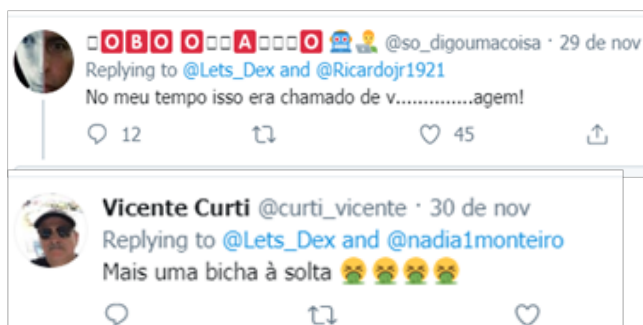 🅾🅱🅾 🅾🅰🅾 🤖 @so_digoumacoisa · 29 de nov
Replying to @Lets_Dex and @Ricardojr1921
No meu tempo isso era chamado de v..............agem!
12 45
Vicente Curti @curti_vicente · 30 de nov
Replying to @Lets_Dex and @nadia1monteiro
Mais uma bicha à solta 🤮🤮🤮🤮